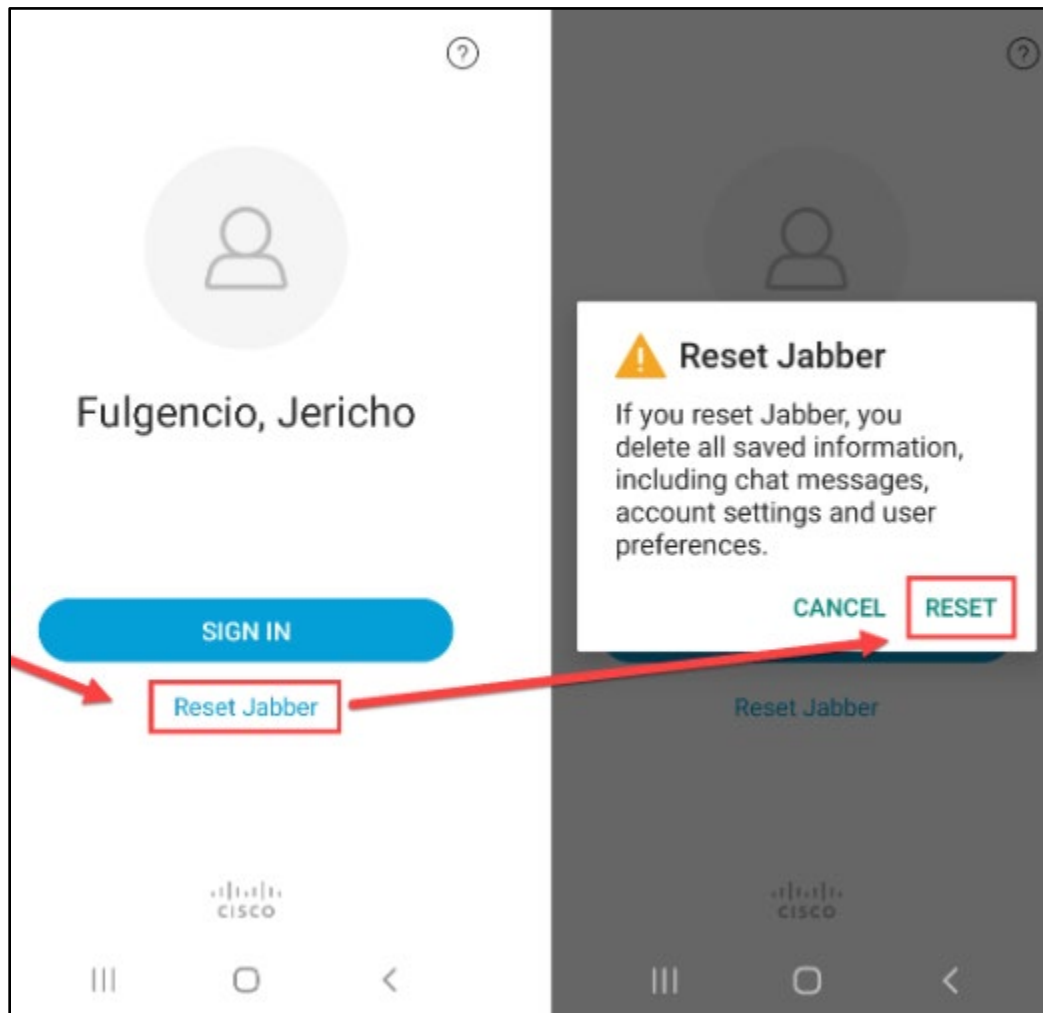 ?
Fulgencio, Jericho
SIGN IN
Reset Jabber
CISCO
?
Reset Jabber
If you reset Jabber, you
delete all saved information,
including chat messages,
account settings and user
preferences.
CANCEL RESET
Reset Jabber
CISCO